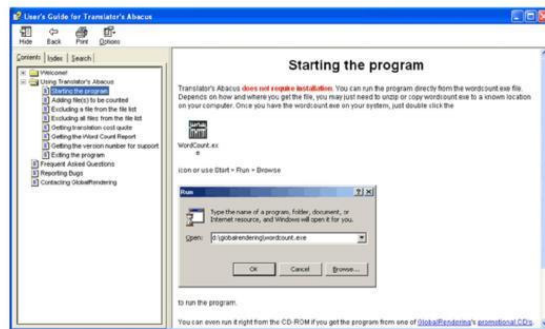 User's Guide for Translator's Abacus
Hide Back Print Options
Contents Index Search
Welcome!
Using Translator's Abacus
Starting the program
Adding file(s) to be counted
Excluding a file from the file list
Excluding all files from the file list
Getting translation cost quote
Getting the Word Count Report
Getting the version number for support
Exiting the program
Frequent Asked Questions
Reporting Bugs
Contacting GlobalRendering
Starting the program
Translator's Abacus does not require installation. You can run the program directly from the wordcount.exe file.
Depends on how and where you get the file, you may just need to unzip or copy wordcount.exe to a known location
on your computer. Once you have the wordcount.exe on your system, just double click the
WordCount.ex
e
icon or use Start > Run > Browse
Run
Type the name of a program, folder, document, or
Internet resource, and Windows will open it for you.
Open: d:\globalrendering\wordcount.exe
OK Cancel Browse...
to run the program.
You can even run it right from the CD-ROM if you get the program from one of GlobalRendering's promotional CD's.